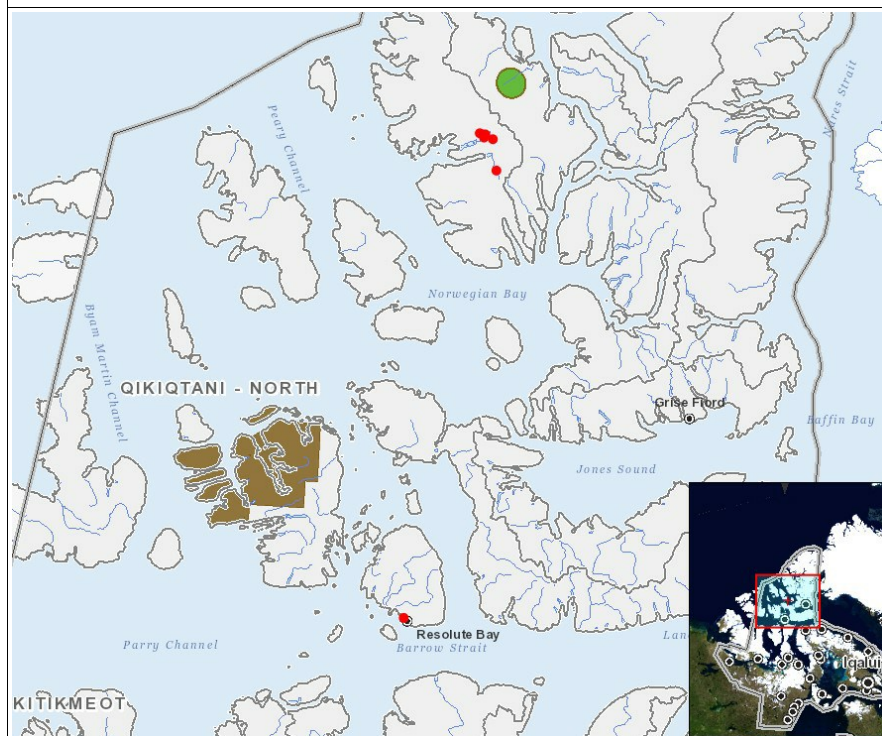 Nares Strait
Peary Channel
Norwegian Bay
Byam Martin Channel
QIKIQTANI - NORTH
Grise Fiord
Baffin Bay
Jones Sound
Resolute Bay
Barrow Strait
Parry Channel
Lan
KITIKMEOT
Iqalui